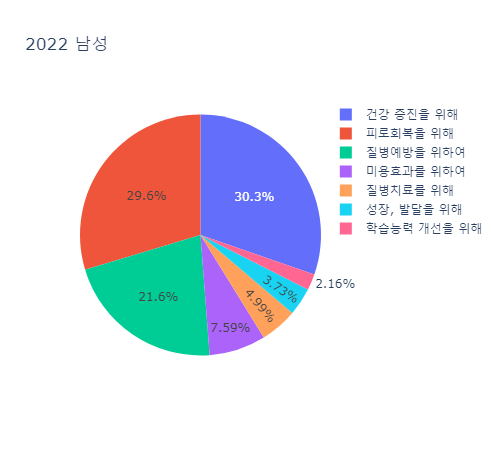 2022 남성
건강 증진을 위해
피로회복을 위해
질병예방을 위하여
미용효과를 위하여
질병치료를 위해
성장, 발달을 위해
학습능력 개선을 위해
30.3%
29.6%
21.6%
7.59%
4.99%
3.73%
2.16%